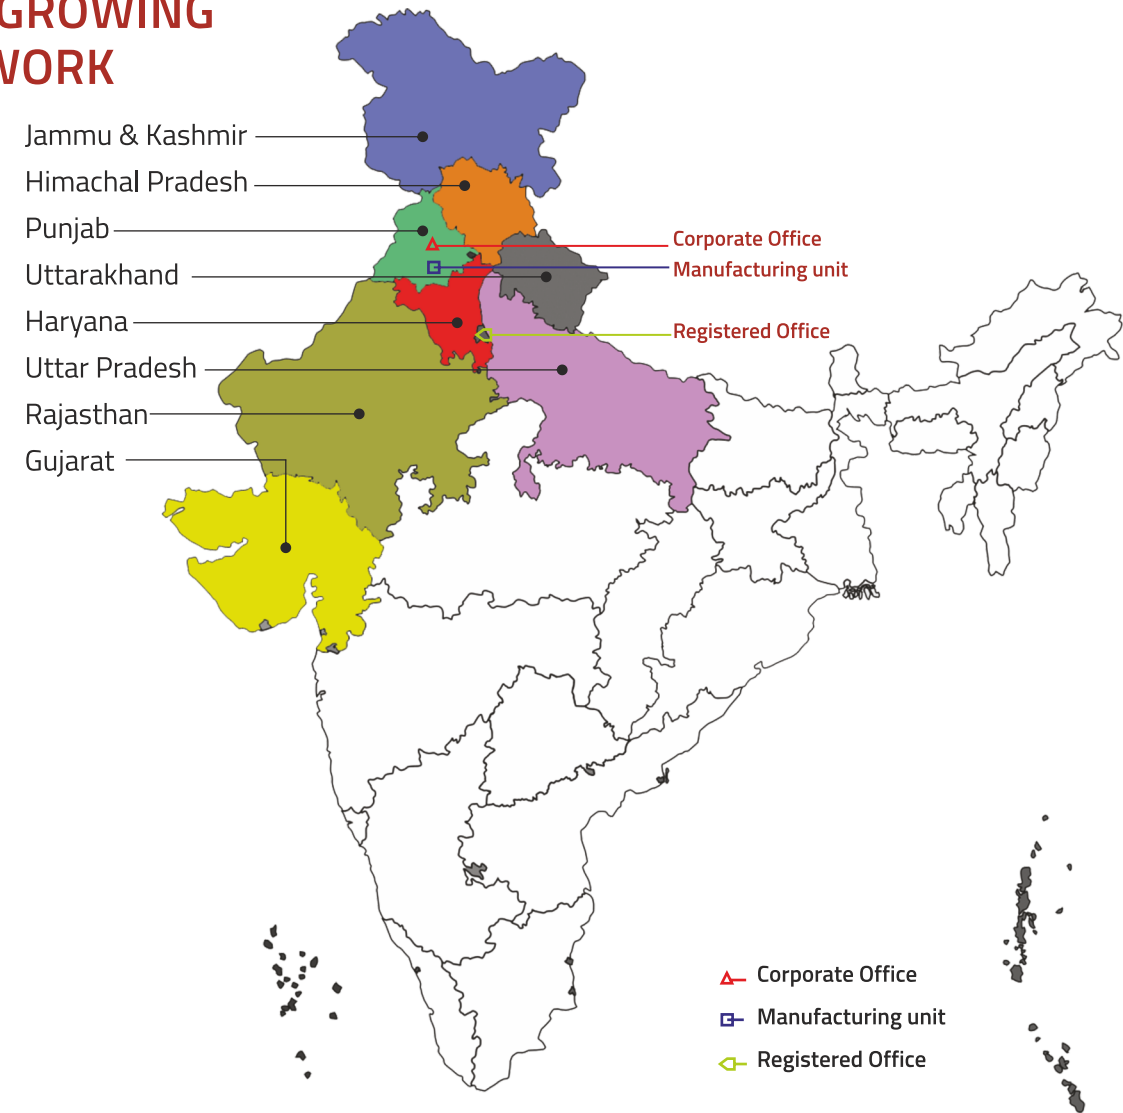 GROWING
WORK
Jammu & Kashmir
Himachal Pradesh
Punjab
Corporate Office
Uttarakhand
Manufacturing unit
Haryana
Registered Office
Uttar Pradesh
Rajasthan
Gujarat
Corporate Office
Manufacturing unit
Registered Office